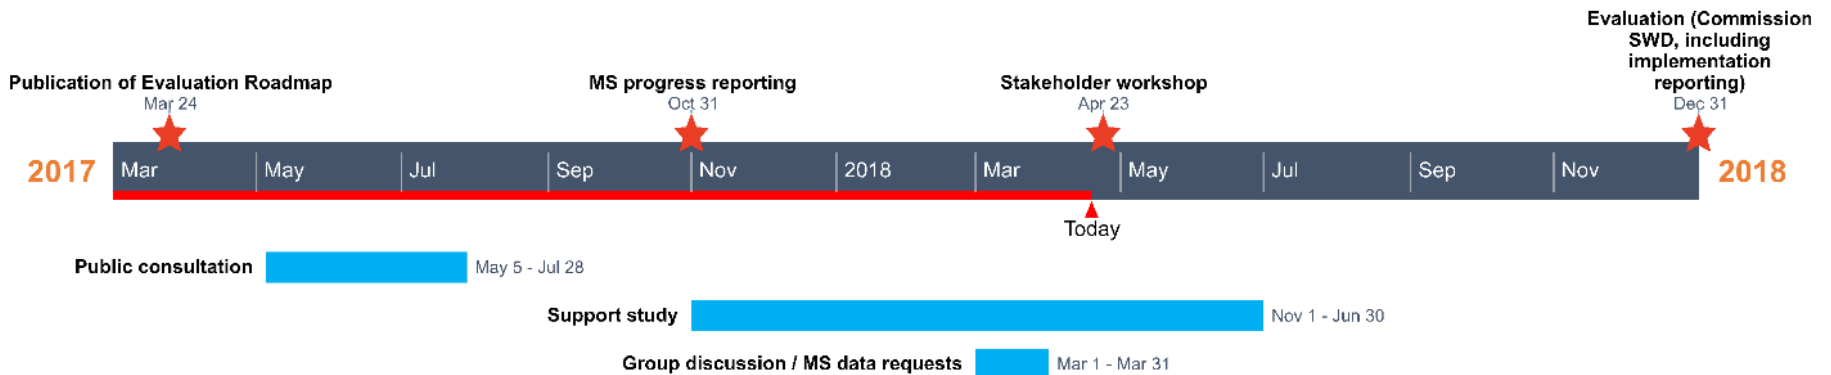 Evaluation (Commission
SWD, including
implementation
reporting)
Publication of Evaluation Roadmap
MS progress reporting
Stakeholder workshop
Mar 24
Oct 31
Apr 23
Dec 31
2017
Mar
May
Jul
Sep
Nov
2018
Mar
May
Jul
Sep
Nov
2018
Today
Public consultation
May 5 - Jul 28
Support study
Nov 1 - Jun 30
Group discussion / MS data requests
Mar 1 - Mar 31